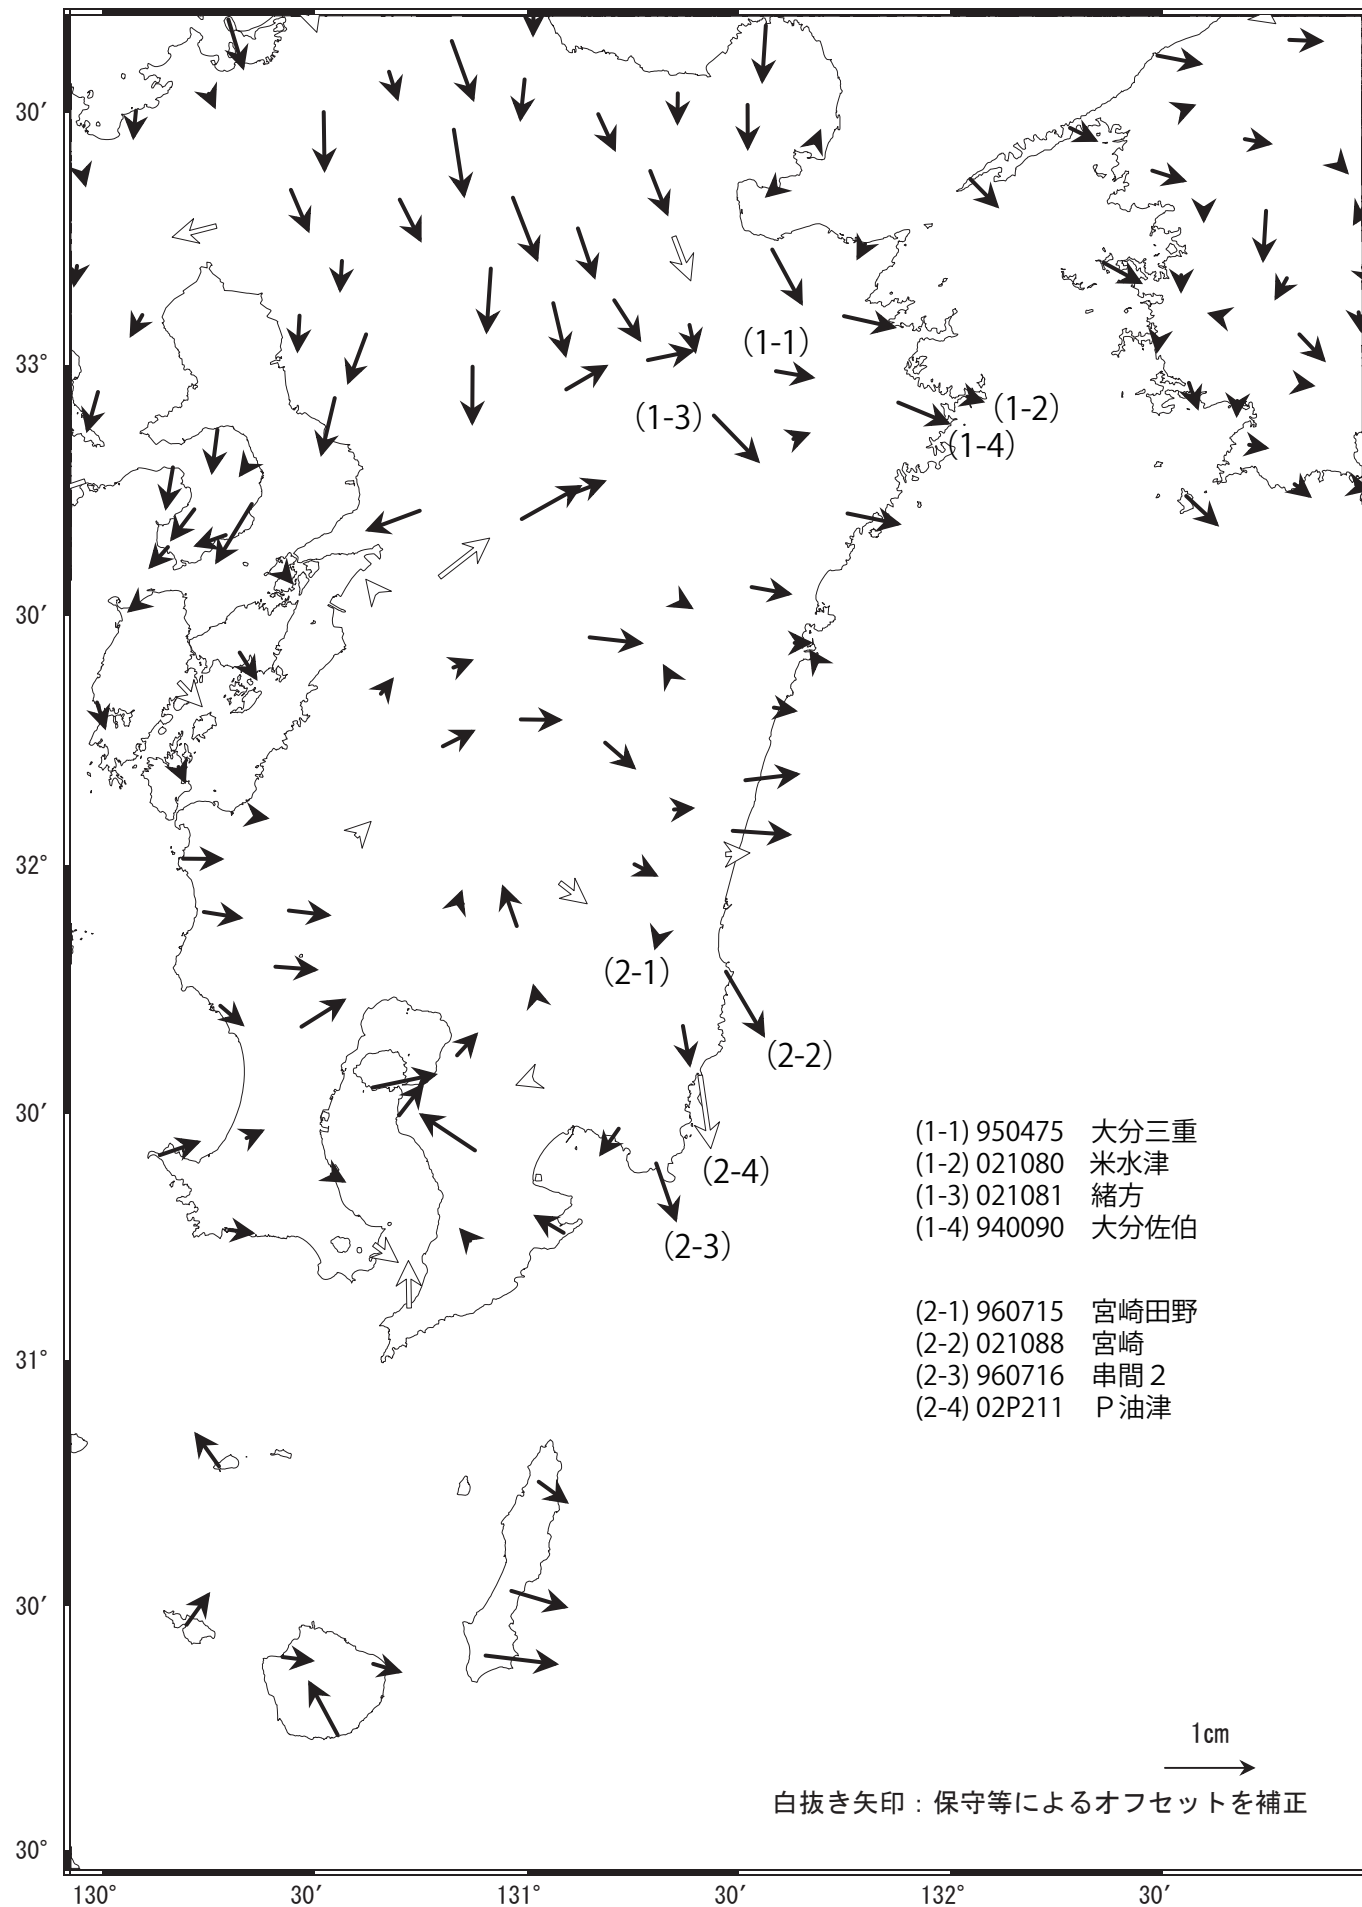 30′
33°
30′
32°
30′
31°
30′
30°
130°
30′
131°
30′
132°
30′
(1-1)
(1-2)
(1-3)
(1-4)
(2-1)
(2-2)
(2-4)
(2-3)
(1-1) 950475 大分三重
(1-2) 021080 米水津
(1-3) 021081 緒方
(1-4) 940090 大分佐伯
(2-1) 960715 宮崎田野
(2-2) 021088 宮崎
(2-3) 960716 串間２
(2-4) 02P211 Ｐ油津
1cm
白抜き矢印：保守等によるオフセットを補正